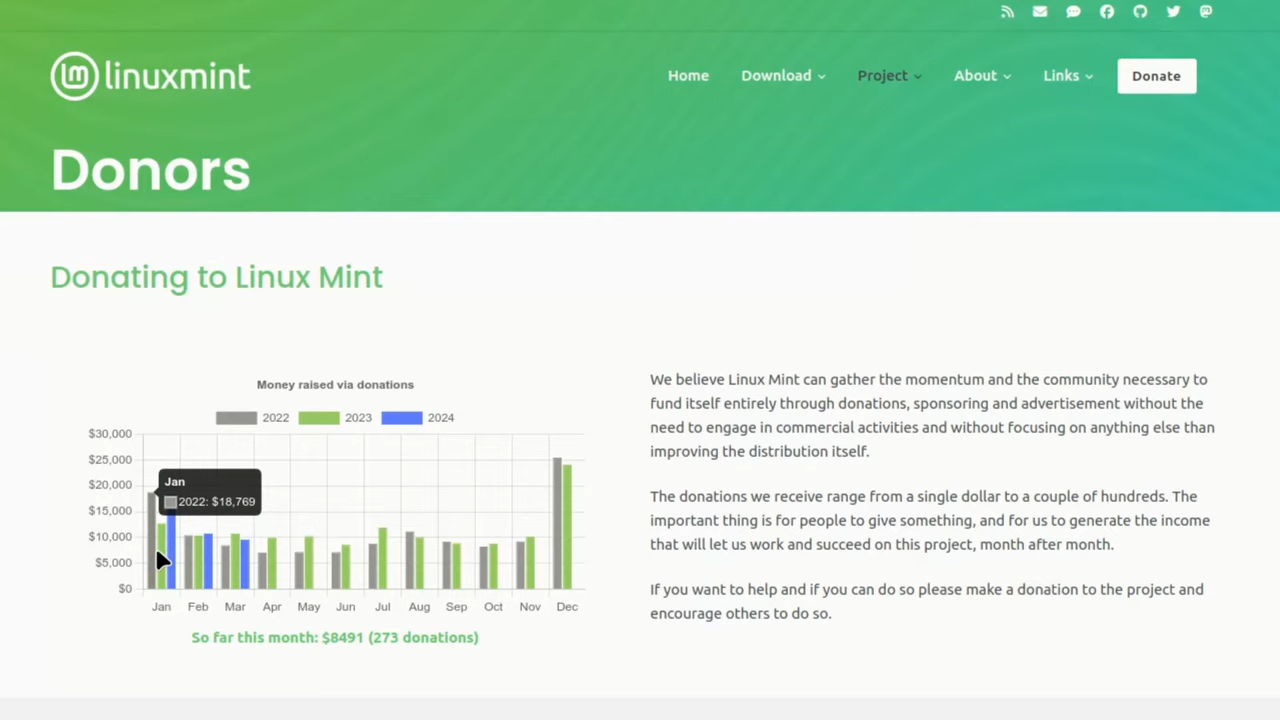 linuxmint
Home
Download
Project
About
Links
Donate
Donors
Donating to Linux Mint
Money raised via donations
2022
2023
2024
$30,000
$25,000
$20,000
$15,000
$10,000
$5,000
$0
Jan
2022: $18,769
Jan
Feb
Mar
Apr
May
Jun
Jul
Aug
Sep
Oct
Nov
Dec
So far this month: $8491 (273 donations)
We believe Linux Mint can gather the momentum and the community necessary to
fund itself entirely through donations, sponsoring and advertisement without the
need to engage in commercial activities and without focusing on anything else than
improving the distribution itself.
The donations we receive range from a single dollar to a couple of hundreds. The
important thing is for people to give something, and for us to generate the income
that will let us work and succeed on this project, month after month.
If you want to help and if you can do so please make a donation to the project and
encourage others to do so.